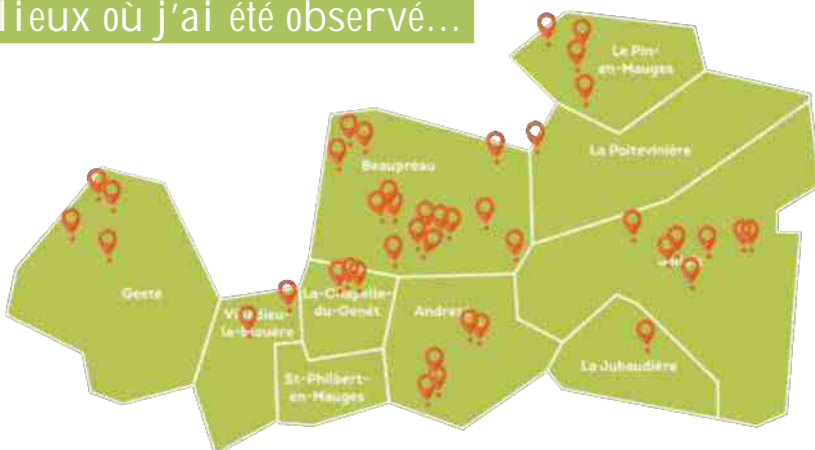 lieux où j'ai été observé...
Le Pin-
en-Mauges
La Poitevinière
Beaupréau
Gesté
La-Chapelle-
du-Genêt
St-Philbert-
en-Mauges
La Jubaudière